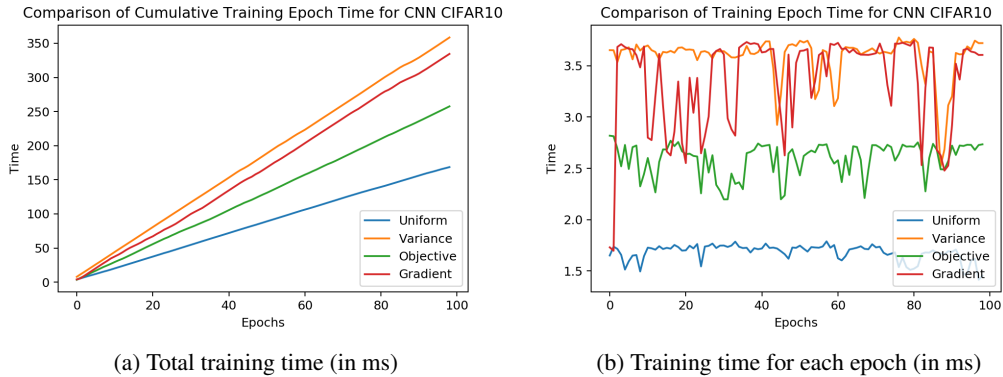 Comparison of Cumulative Training Epoch Time for CNN CIFAR10
350
300
250
200
150
100
50
0
Time
0 20 40 60 80 100
Epochs
Uniform
Variance
Objective
Gradient
(a) Total training time (in ms)
Comparison of Training Epoch Time for CNN CIFAR10
3.5
3.0
2.5
2.0
1.5
Time
0 20 40 60 80 100
Epochs
Uniform
Variance
Objective
Gradient
(b) Training time for each epoch (in ms)